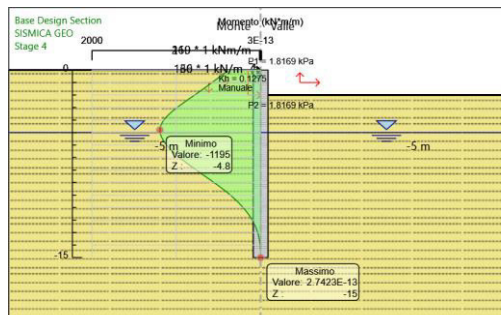 Base Design Section
SISMICA GEO
Stage 4
Momento (kN*m/m)
Monte
Valle
2000
3E-13
* 1 kNm/m
P1 = 1.8169 kPa
0
* 1 kN/m
Kh = 0.1275
Manuale
P2 = 1.8169 kPa
-5 m
-5 m
Minimo
Valore: -1195
Z : -4.8
-15
Massimo
Valore: 2.7423E-13
Z : -15